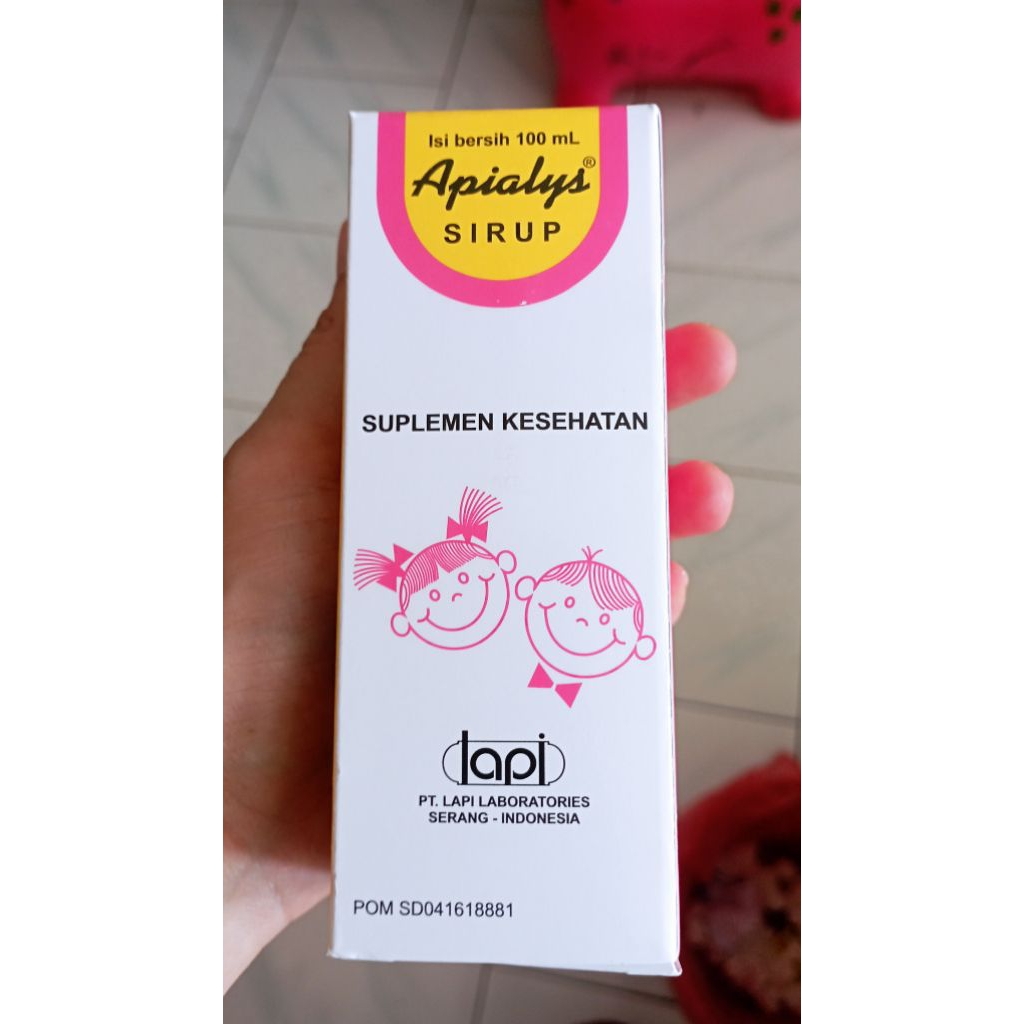 Isi bersih 100 mL
Apialys®
SIRUP
SUPLEMEN KESEHATAN
lapi
PT. LAPI LABORATORIES
SERANG - INDONESIA
POM SD041618881